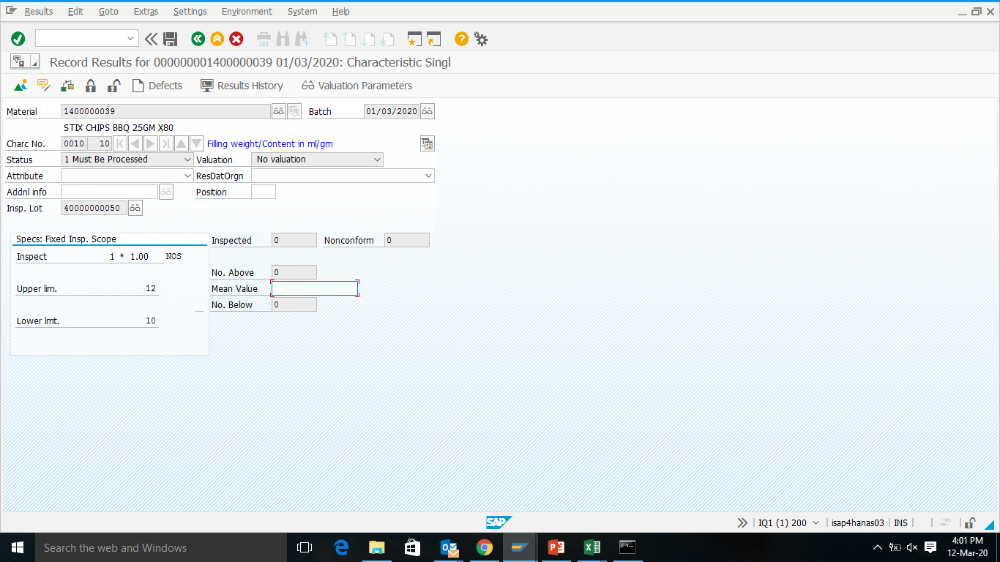 Results Edit Goto Extras Settings Environment System Help
Record Results for 000000001400000039 01/03/2020: Characteristic Singl
Defects Results History Valuation Parameters
Material 1400000039 Batch 01/03/2020
STIX CHIPS BBQ 25GM X80
Charc No. 0010 10 Filling weight/Content in ml/gm
Status 1 Must Be Processed Valuation No valuation
Attribute ResDatOrgn
Addnl info Position
Insp. Lot 40000000050
Specs: Fixed Insp. Scope Inspected 0 Nonconform 0
Inspect 1 * 1.00 NOS
No. Above 0
Upper lim. 12 Mean Value
No. Below 0
Lower lmt. 10
SAP IQ1 (1) 200 isap4hanas03 INS
Search the web and Windows 4:01 PM
12-Mar-20